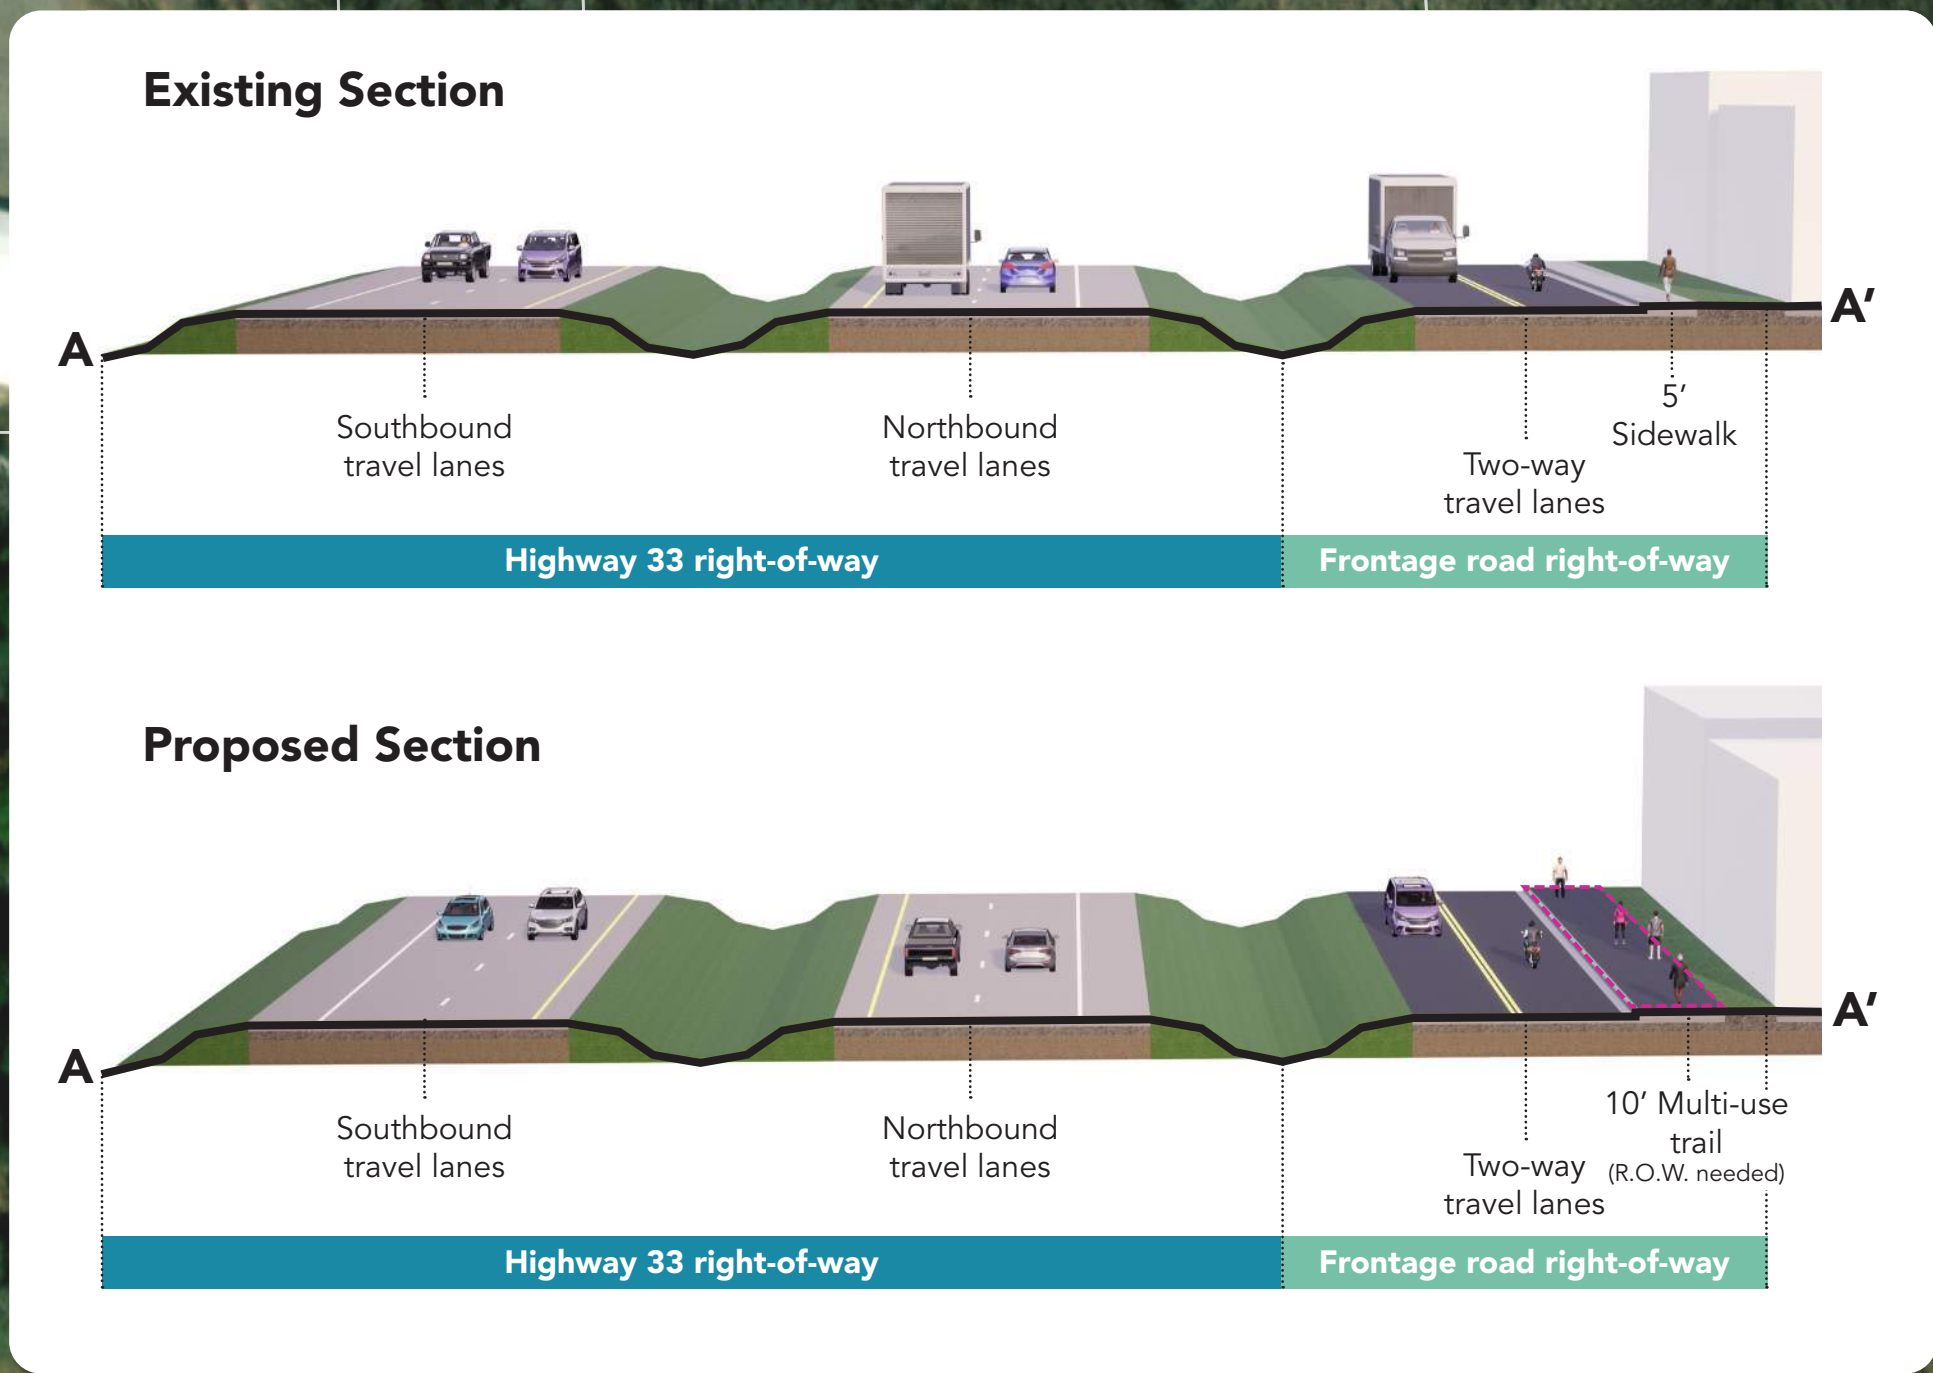 Existing Section
A
A′
Southbound
travel lanes
Northbound
travel lanes
Two-way
travel lanes
5′
Sidewalk
Highway 33 right-of-way
Frontage road right-of-way
Proposed Section
A
A′
Southbound
travel lanes
Northbound
travel lanes
Two-way
travel lanes
10′ Multi-use
trail
(R.O.W. needed)
Highway 33 right-of-way
Frontage road right-of-way